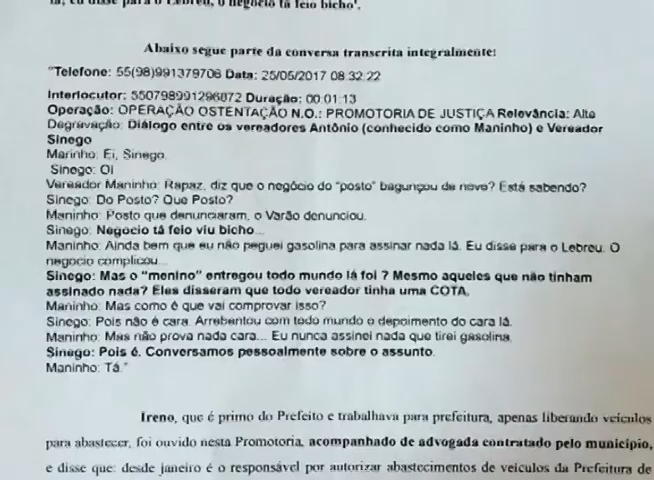 eu disse para o Lebreu, o negócio tá feio bicho'.
Abaixo segue parte da conversa transcrita integralmente:
"Telefone: 55(98)991379706 Data: 25/05/2017 08:32:22
Interlocutor: 550798991296872 Duração: 00:01:13
Operação: OPERAÇÃO OSTENTAÇÃO N.O.: PROMOTORIA DE JUSTIÇA Relevância: Alta
Degravação: Diálogo entre os vereadores Antônio (conhecido como Maninho) e Vereador
Sinego
Marinho: Ei, Sinego.
Sinego: OI
Vereador Maninho: Rapaz, diz que o negócio do "posto" bagunçou de novo? Está sabendo?
Sinego: Do Posto? Que Posto?
Maninho: Posto que denunciaram, o Varão denunciou.
Sinego: Negocio tá feio viu bicho...
Maninho: Ainda bem que eu não peguei gasolina para assinar nada lá. Eu disse para o Lebreu. O
negocio complicou...
Sinego: Mas o "menino" entregou todo mundo lá foi ? Mesmo aqueles que não tinham
assinado nada? Eles disseram que todo vereador tinha uma COTA.
Maninho: Mas como é que vai comprovar isso?
Sinego: Pois não é cara. Arrebentou com todo mundo o depoimento do cara lá.
Maninho: Mas não prova nada cara... Eu nunca assinei nada que tirei gasolina.
Sinego: Pois é. Conversamos pessoalmente sobre o assunto.
Maninho: Tá."
Ireno, que é primo do Prefeito e trabalhava para prefeitura, apenas liberando veículos
para abastecer, foi ouvido nesta Promotoria, acompanhado de advogada contratado pelo município,
e disse que: desde janeiro é o responsável por autorizar abastecimentos de veículos da Prefeitura de